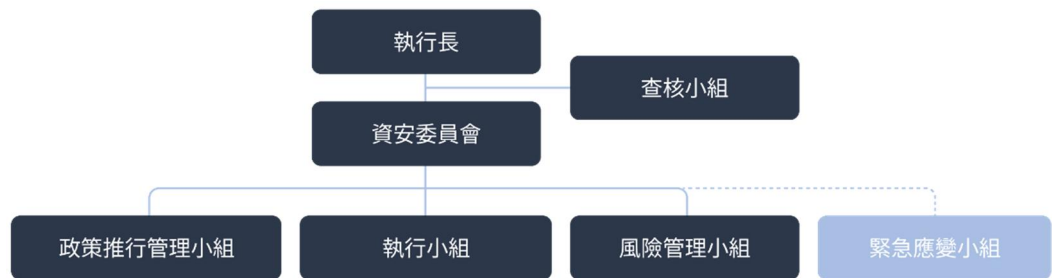 執行長
查核小組
資安委員會
政策推行管理小組
執行小組
風險管理小組
緊急應變小組